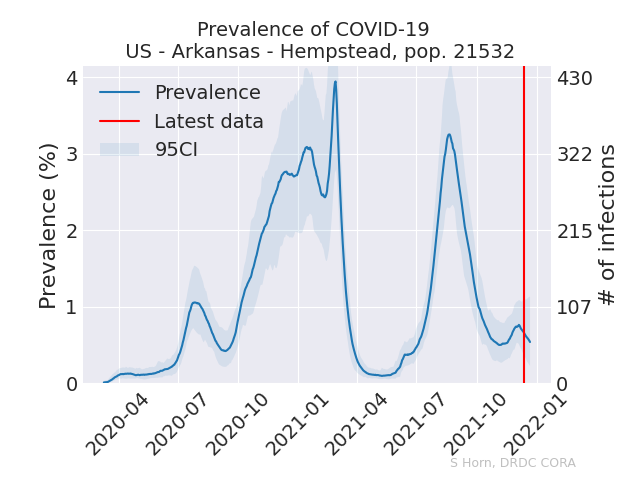 Prevalence of COVID-19
US - Arkansas - Hempstead, pop. 21532
Prevalence
Latest data
95CI
Prevalence (%)
4
3
2
1
0
430
322
215
107
0
# of infections
2020-04
2020-07
2020-10
2021-01
2021-04
2021-07
2021-10
2022-01
S Horn, DRDC CORA